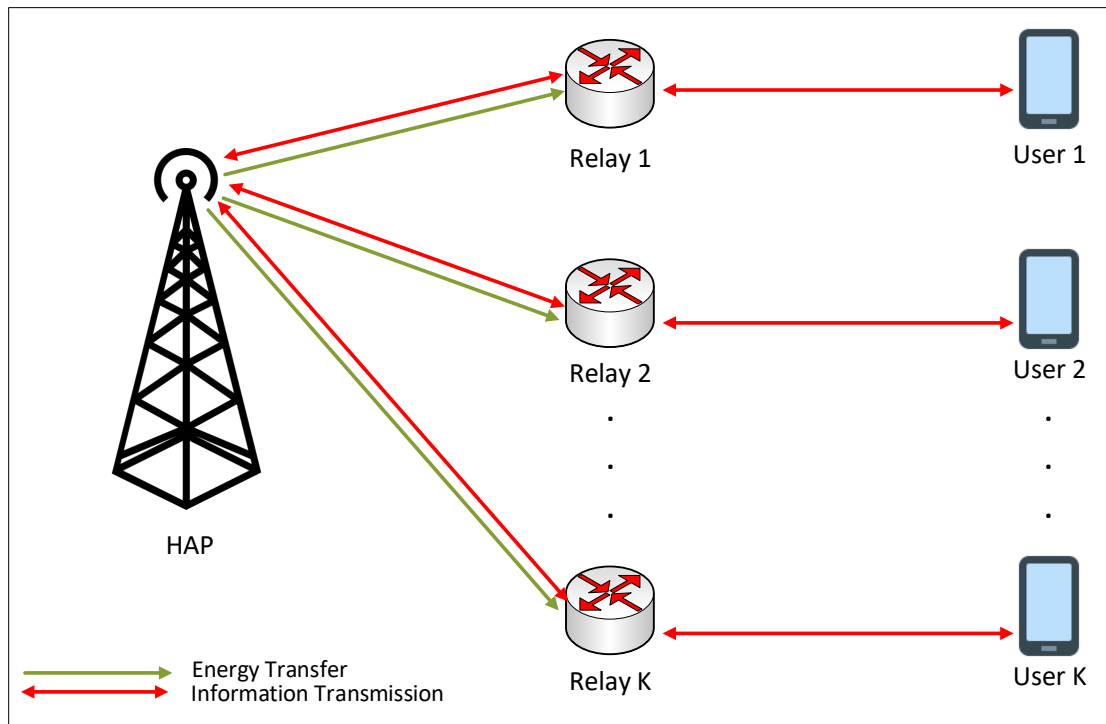 Relay 1
User 1
Relay 2
User 2
HAP
Relay K
User K
Energy Transfer
Information Transmission